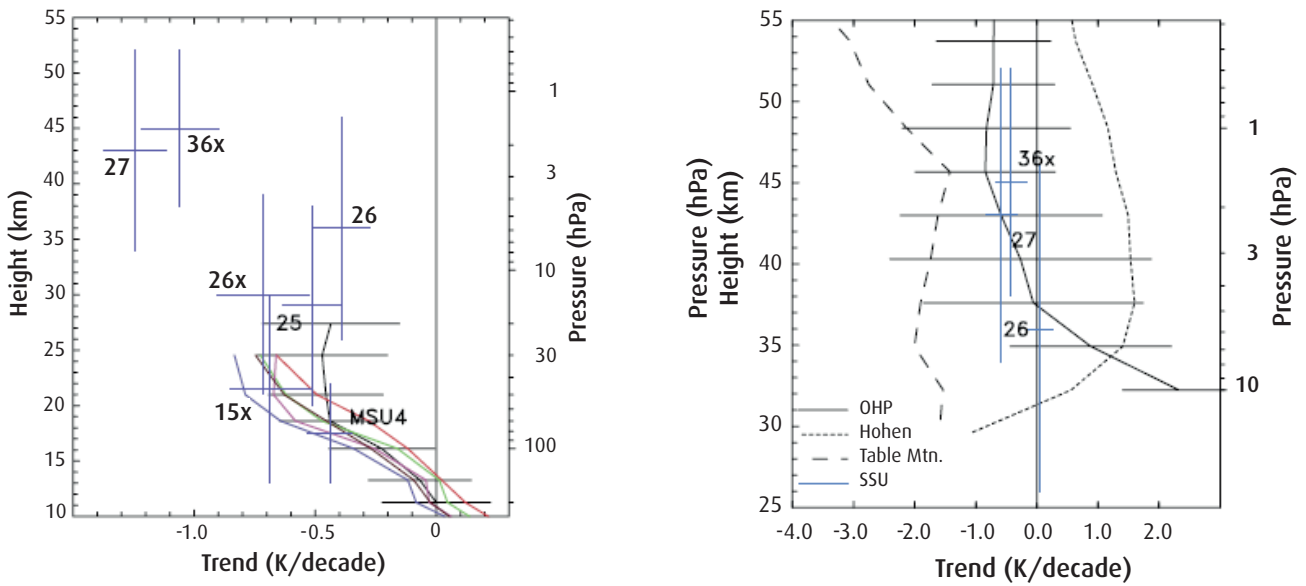 55
50
45
40
35
30
25
20
15
10
Height (km)
-1.0
-0.5
0
Trend (K/decade)
1
3
10
30
100
Pressure (hPa)
27
36x
26
26x
25
15x
MSU4
55
50
45
40
35
30
25
Pressure (hPa)
Height (km)
-4.0
-3.0
-2.0
-1.0
0.0
1.0
2.0
Trend (K/decade)
1
3
10
Pressure (hPa)
36x
27
26
OHP
Hohen
Table Mtn.
SSU